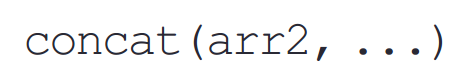 concat(arr2, ...)